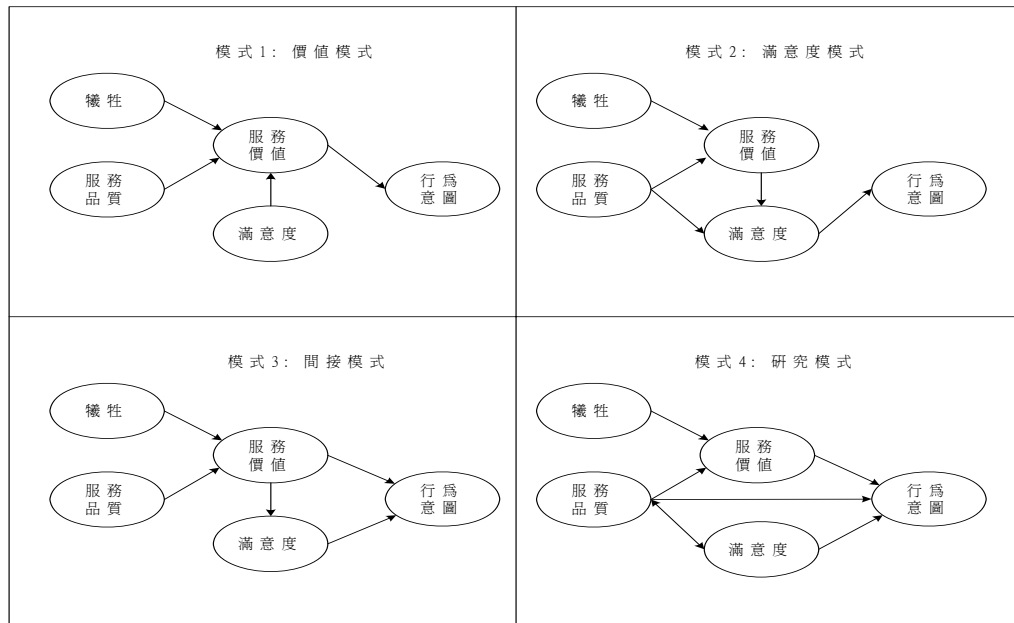 模式1: 價值模式
犧牲
服務
價值
服務
品質
行為
意圖
滿意度
模式2: 滿意度模式
犧牲
服務
價值
服務
品質
行為
意圖
滿意度
模式3: 間接模式
犧牲
服務
價值
服務
品質
行為
意圖
滿意度
模式4: 研究模式
犧牲
服務
價值
服務
品質
行為
意圖
滿意度